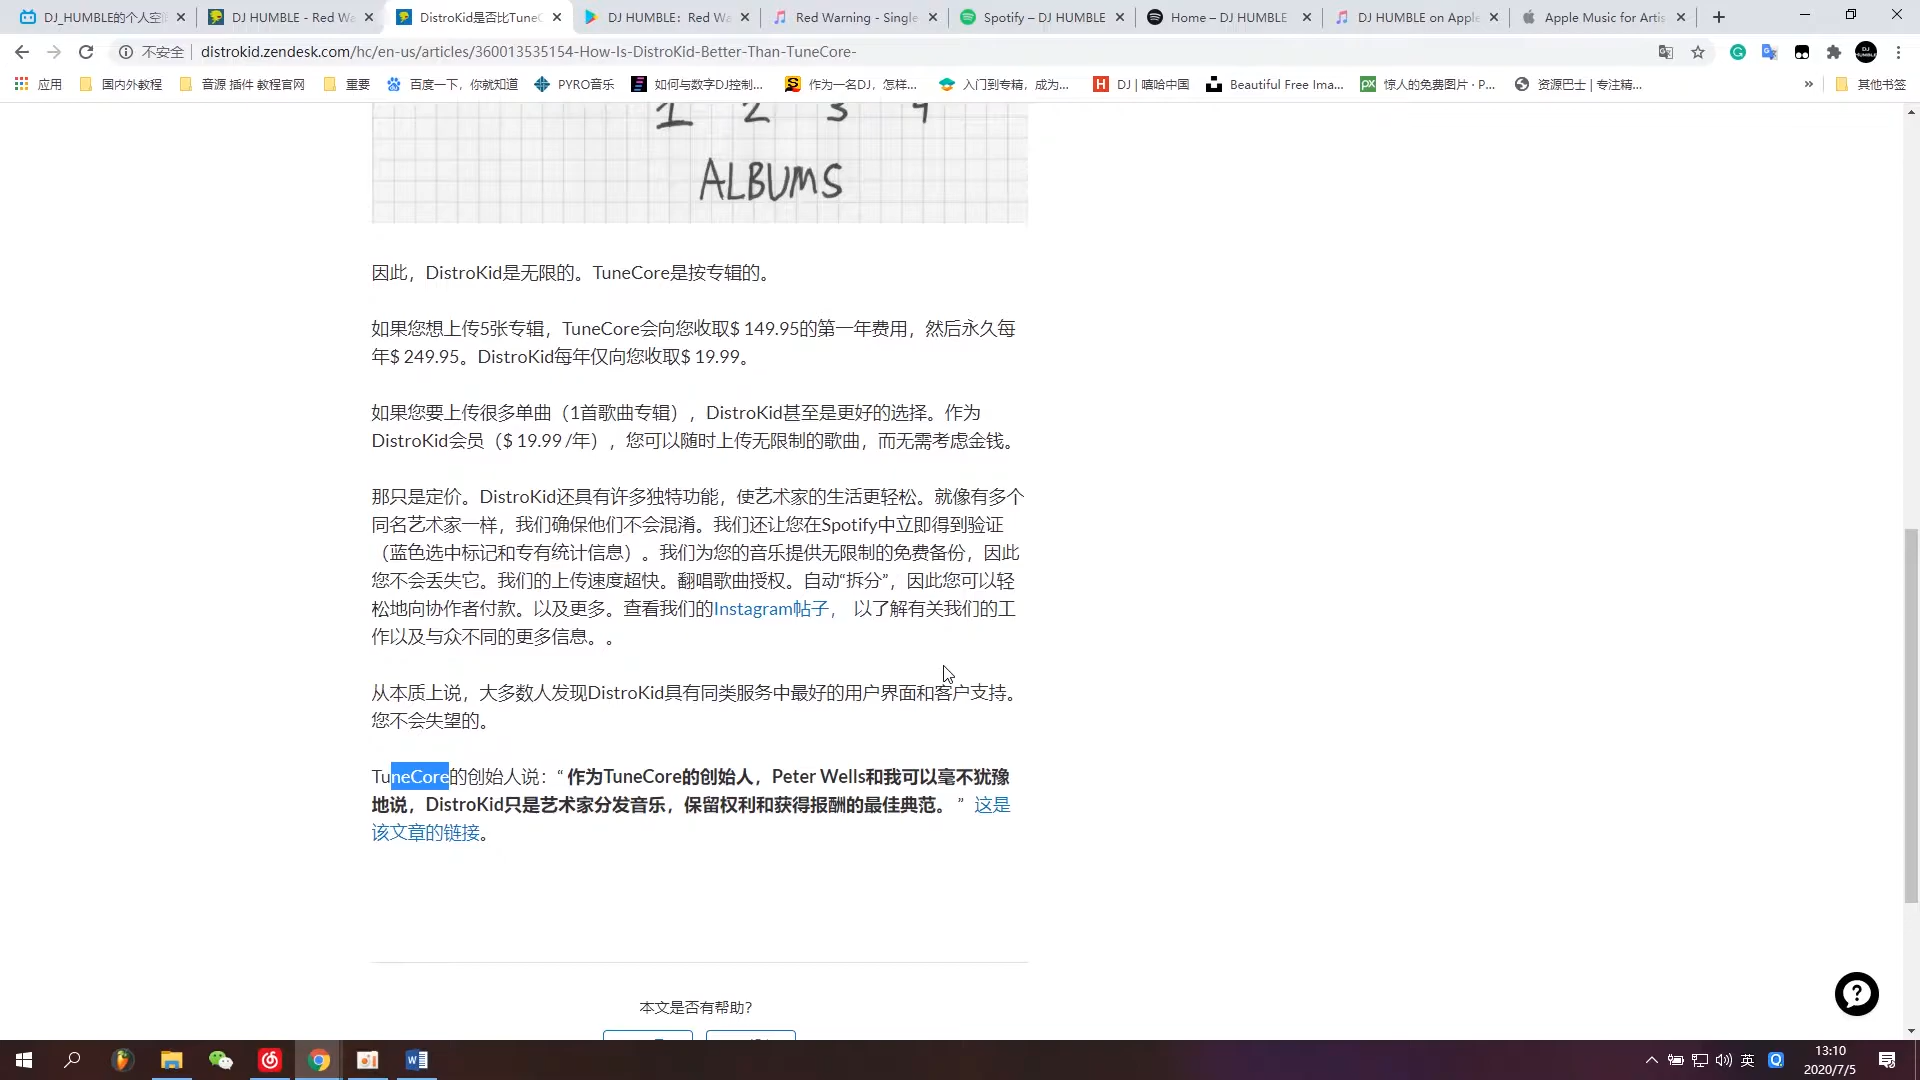 DJ_HUMBLE的个人空
DJ HUMBLE - Red Wa
DistroKid是否比TuneC
DJ HUMBLE：Red W
Red Warning - Single
Spotify – DJ HUMBLE
Home – DJ HUMBLE
DJ HUMBLE on Apple
Apple Music for Artis
不安全
distrokid.zendesk.com/hc/en-us/articles/360013535154-How-Is-DistroKid-Better-Than-TuneCore-
应用
国内外教程
音源 插件 教程官网
重要
百度一下，你就知道
PYRO音乐
如何与数字DJ控制...
作为一名DJ，怎样...
入门到专精，成为...
DJ | 嘻哈中国
Beautiful Free Ima...
惊人的免费图片 · P...
资源巴士 | 专注精...
»
其他书签
1 2 3 4
ALBUMS
因此，DistroKid是无限的。TuneCore是按专辑的。
如果您想上传5张专辑，TuneCore会向您收取$ 149.95的第一年费用，然后永久每
年$ 249.95。DistroKid每年仅向您收取$ 19.99。
如果您要上传很多单曲（1首歌曲专辑），DistroKid甚至是更好的选择。作为
DistroKid会员（$ 19.99 /年），您可以随时上传无限制的歌曲，而无需考虑金钱。
那只是定价。DistroKid还具有许多独特功能，使艺术家的生活更轻松。就像有多个
同名艺术家一样，我们确保他们不会混淆。我们还让您在Spotify中立即得到验证
（蓝色选中标记和专有统计信息）。我们为您的音乐提供无限制的免费备份，因此
您不会丢失它。我们的上传速度超快。翻唱歌曲授权。自动“拆分”，因此您可以轻
松地向协作者付款。以及更多。查看我们的Instagram帖子， 以了解有关我们的工
作以及与众不同的更多信息。。
从本质上说，大多数人发现DistroKid具有同类服务中最好的用户界面和客户支持。
您不会失望的。
TuneCore的创始人说：“ 作为TuneCore的创始人，Peter Wells和我可以毫不犹豫
地说，DistroKid只是艺术家分发音乐，保留权利和获得报酬的最佳典范。 ” 这是
该文章的链接。
本文是否有帮助？
英
13:10
2020/7/5